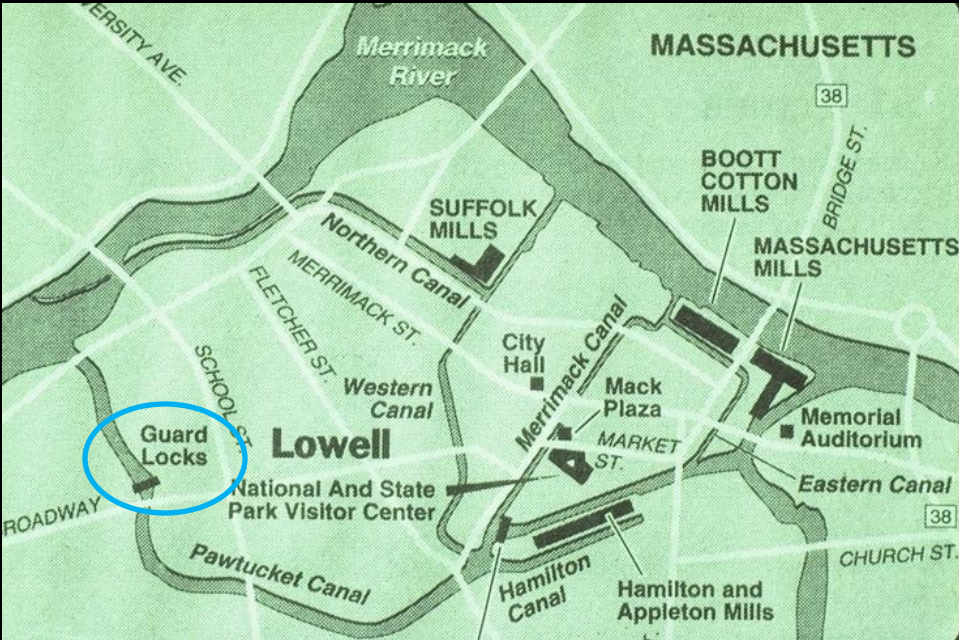 VERSITY AVE.
Merrimack
River
MASSACHUSETTS
38
BRIDGE ST.
BOOTT
COTTON
MILLS
SUFFOLK
MILLS
MASSACHUSETTS
MILLS
Northern Canal
MERRIMACK ST.
FLETCHER ST.
SCHOOL ST.
City
Hall
Merrimack Canal
Western
Canal
Mack
Plaza
Guard
Locks
Lowell
MARKET
ST.
Memorial
Auditorium
National And State
Park Visitor Center
Eastern Canal
ROADWAY
38
CHURCH ST.
Pawtucket Canal
Hamilton
Canal
Hamilton and
Appleton Mills